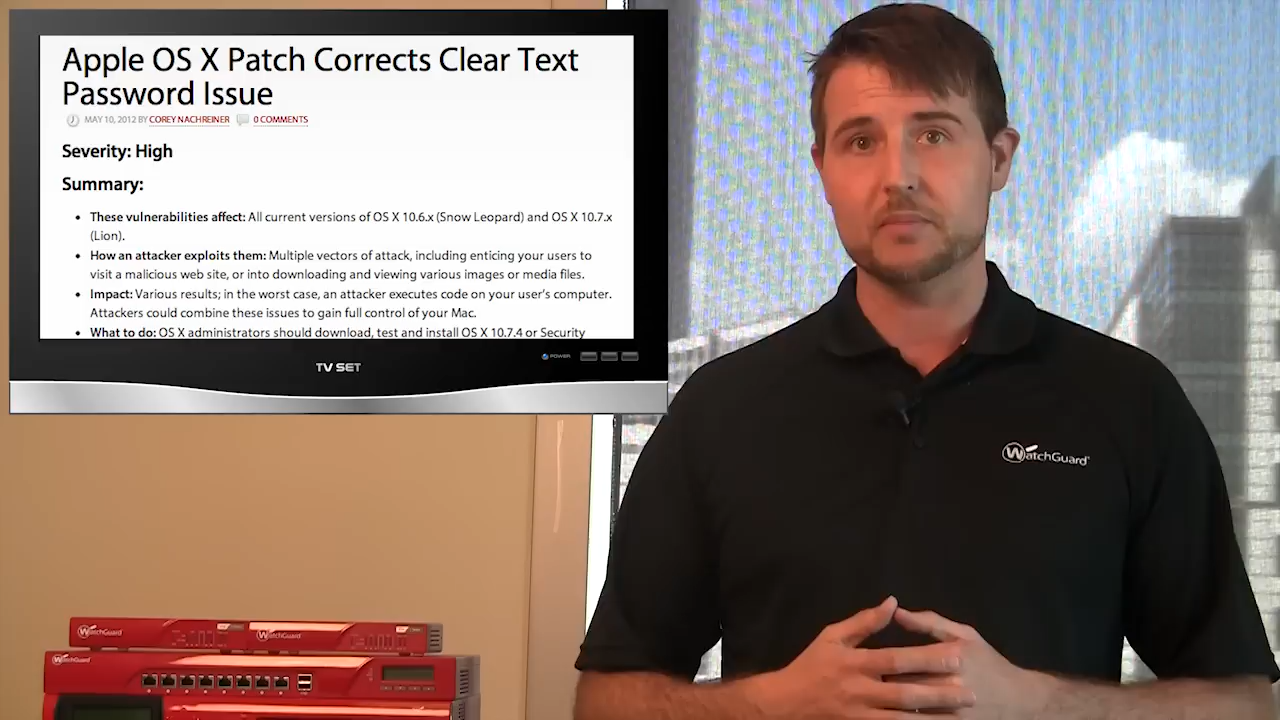 Apple OS X Patch Corrects Clear Text
Password Issue
MAY 10, 2012 BY COREY NACHREINER 0 COMMENTS
Severity: High
Summary:
• These vulnerabilities affect: All current versions of OS X 10.6.x (Snow Leopard) and OS X 10.7.x
(Lion).
• How an attacker exploits them: Multiple vectors of attack, including enticing your users to
visit a malicious web site, or into downloading and viewing various images or media files.
• Impact: Various results; in the worst case, an attacker executes code on your user's computer.
Attackers could combine these issues to gain full control of your Mac.
• What to do: OS X administrators should download, test and install OS X 10.7.4 or Security
POWER
TV SET
WatchGuard
WatchGuard WatchGuard
WatchGuard